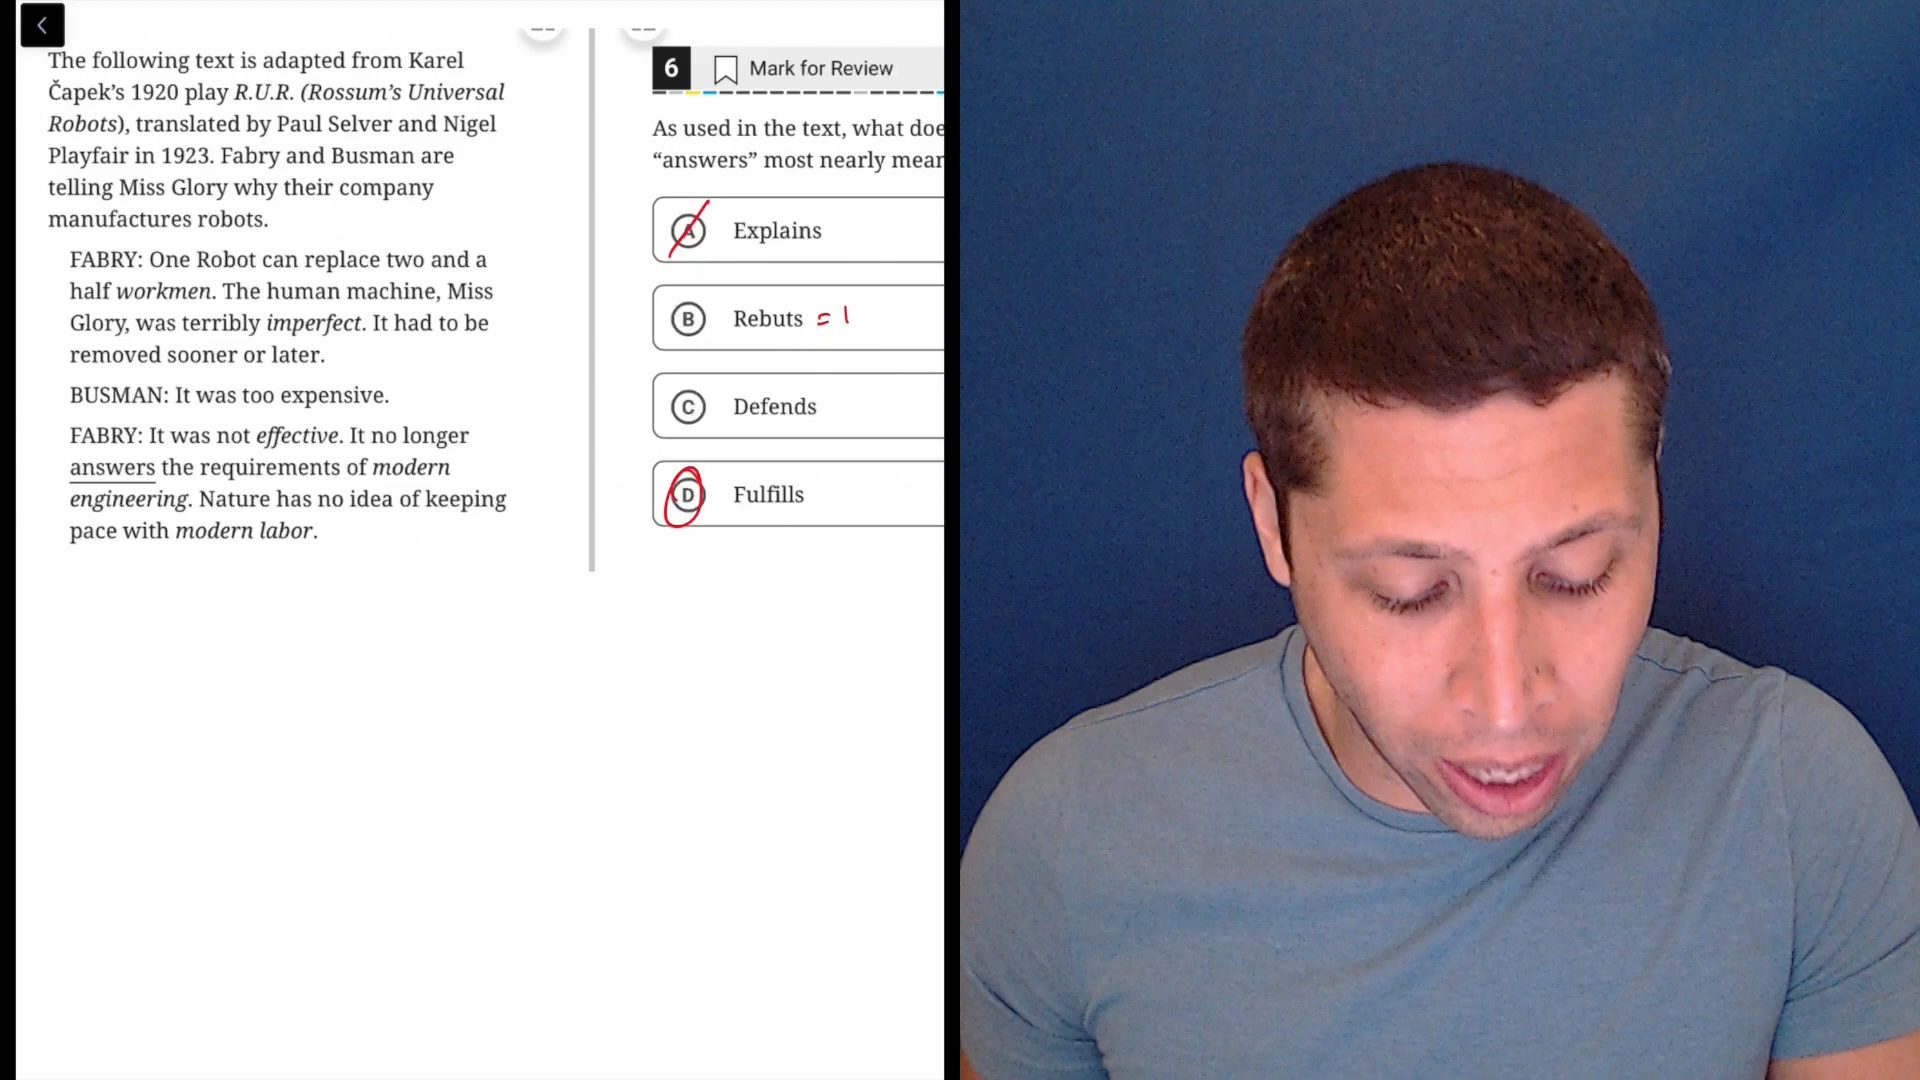 The following text is adapted from Karel
Čapek’s 1920 play R.U.R. (Rossum’s Universal
Robots), translated by Paul Selver and Nigel
Playfair in 1923. Fabry and Busman are
telling Miss Glory why their company
manufactures robots.
FABRY: One Robot can replace two and a
half workmen. The human machine, Miss
Glory, was terribly imperfect. It had to be
removed sooner or later.
BUSMAN: It was too expensive.
FABRY: It was not effective. It no longer
answers the requirements of modern
engineering. Nature has no idea of keeping
pace with modern labor.
6 Mark for Review
As used in the text, what doe
“answers” most nearly mean
A Explains
B Rebuts = I
C Defends
D Fulfills